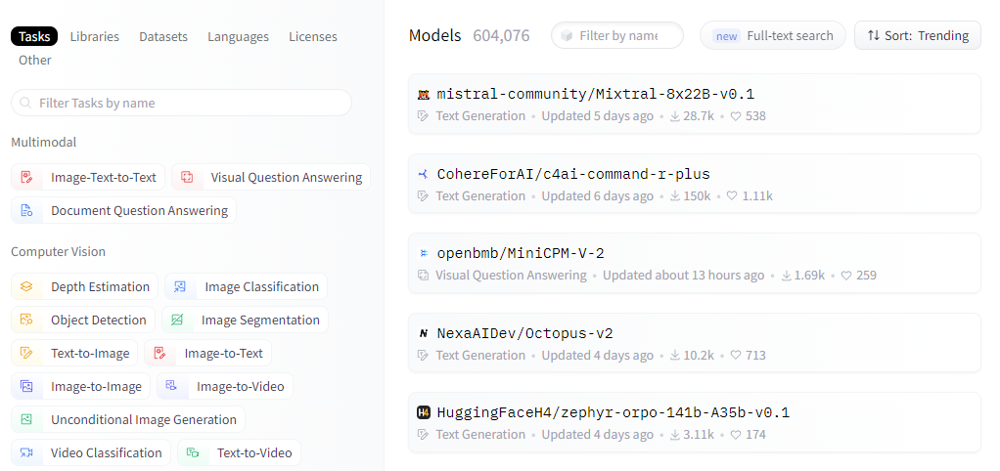 Tasks Libraries Datasets Languages Licenses
Other
Filter Tasks by name
Multimodal
Image-Text-to-Text Visual Question Answering
Document Question Answering
Computer Vision
Depth Estimation Image Classification
Object Detection Image Segmentation
Text-to-Image Image-to-Text
Image-to-Image Image-to-Video
Unconditional Image Generation
Video Classification Text-to-Video
Models 604,076 Filter by name new Full-text search Sort: Trending
mistral-community/Mixtral-8x22B-v0.1
Text Generation • Updated 5 days ago • 28.7k • 538
CohereForAI/c4ai-command-r-plus
Text Generation • Updated 6 days ago • 150k • 1.11k
openbmb/MiniCPM-V-2
Visual Question Answering • Updated about 13 hours ago • 1.69k • 259
NexaAIDev/Octopus-v2
Text Generation • Updated 4 days ago • 10.2k • 713
H4 HuggingFaceH4/zephyr-orpo-141b-A35b-v0.1
Text Generation • Updated 4 days ago • 3.11k • 174